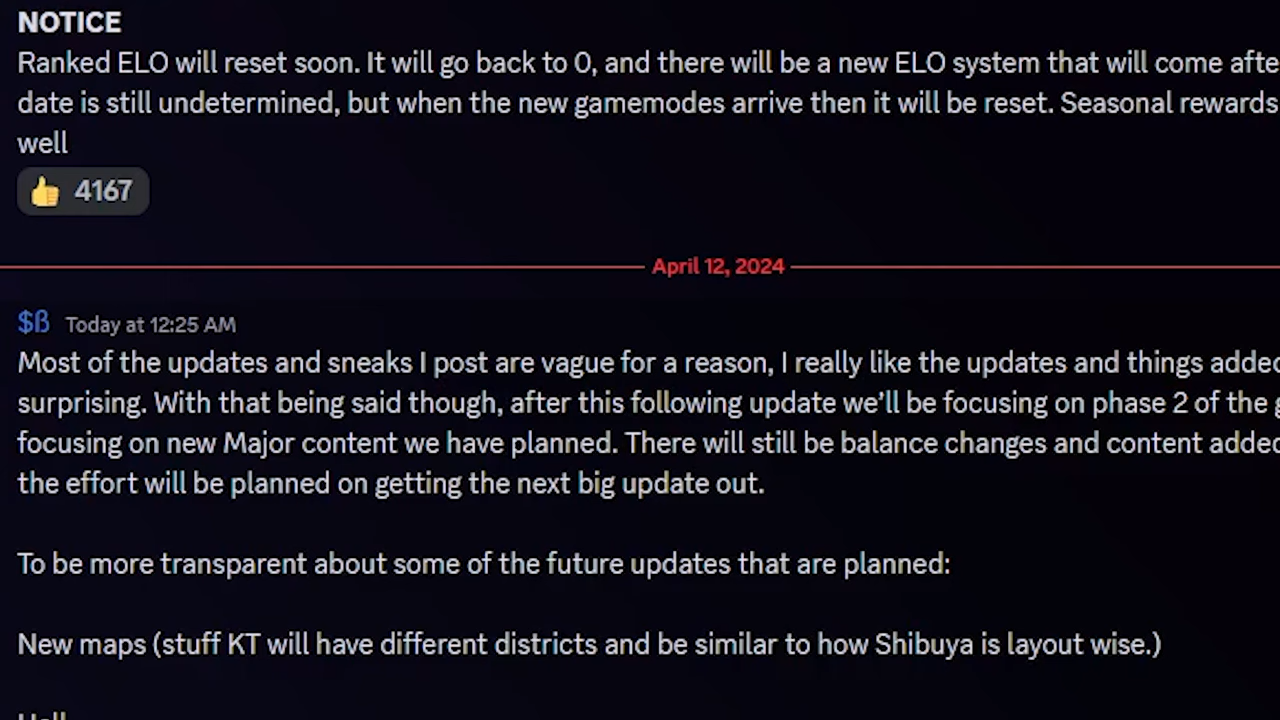 NOTICE
Ranked ELO will reset soon. It will go back to 0, and there will be a new ELO system that will come afte
date is still undetermined, but when the new gamemodes arrive then it will be reset. Seasonal rewards
well
👍 4167
April 12, 2024
$ß Today at 12:25 AM
Most of the updates and sneaks I post are vague for a reason, I really like the updates and things added
surprising. With that being said though, after this following update we’ll be focusing on phase 2 of the g
focusing on new Major content we have planned. There will still be balance changes and content added
the effort will be planned on getting the next big update out.
To be more transparent about some of the future updates that are planned:
New maps (stuff KT will have different districts and be similar to how Shibuya is layout wise.)